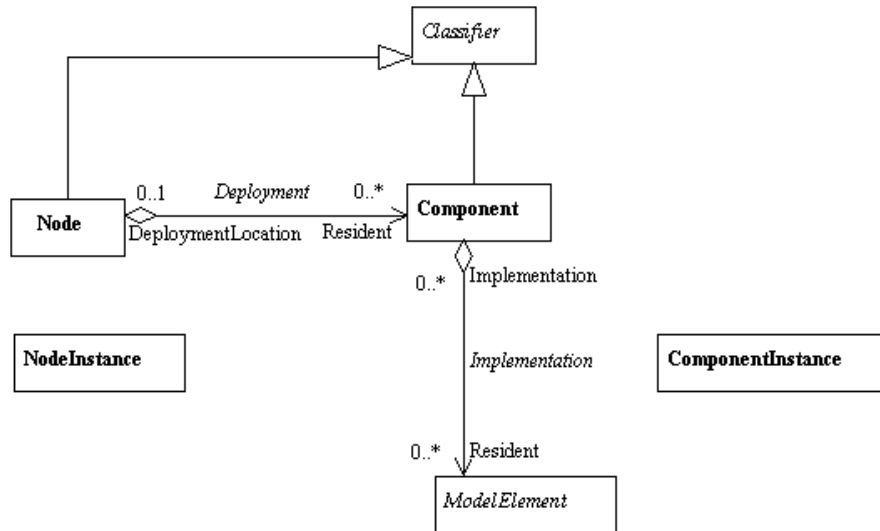 Classifier
0..1
Deployment
0..*
Node
Component
DeploymentLocation
Resident
0..*
Implementation
NodeInstance
Implementation
ComponentInstance
0..*
Resident
ModelElement